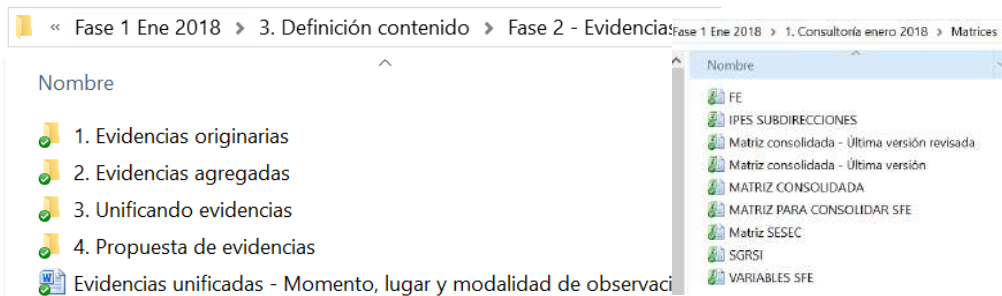 « Fase 1 Ene 2018 > 3. Definición contenido > Fase 2 - Evidencias
Nombre
1. Evidencias originarias
2. Evidencias agregadas
3. Unificando evidencias
4. Propuesta de evidencias
Evidencias unificadas - Momento, lugar y modalidad de observaci
Fase 1 Ene 2018 > 1. Consultoría enero 2018 > Matrices
Nombre
FE
IPES SUBDIRECCIONES
Matriz consolidada - Última versión revisada
Matriz consolidada - Última versión
MATRIZ CONSOLIDADA
MATRIZ PARA CONSOLIDAR SFE
Matriz SESEC
SGRSI
VARIABLES SFE